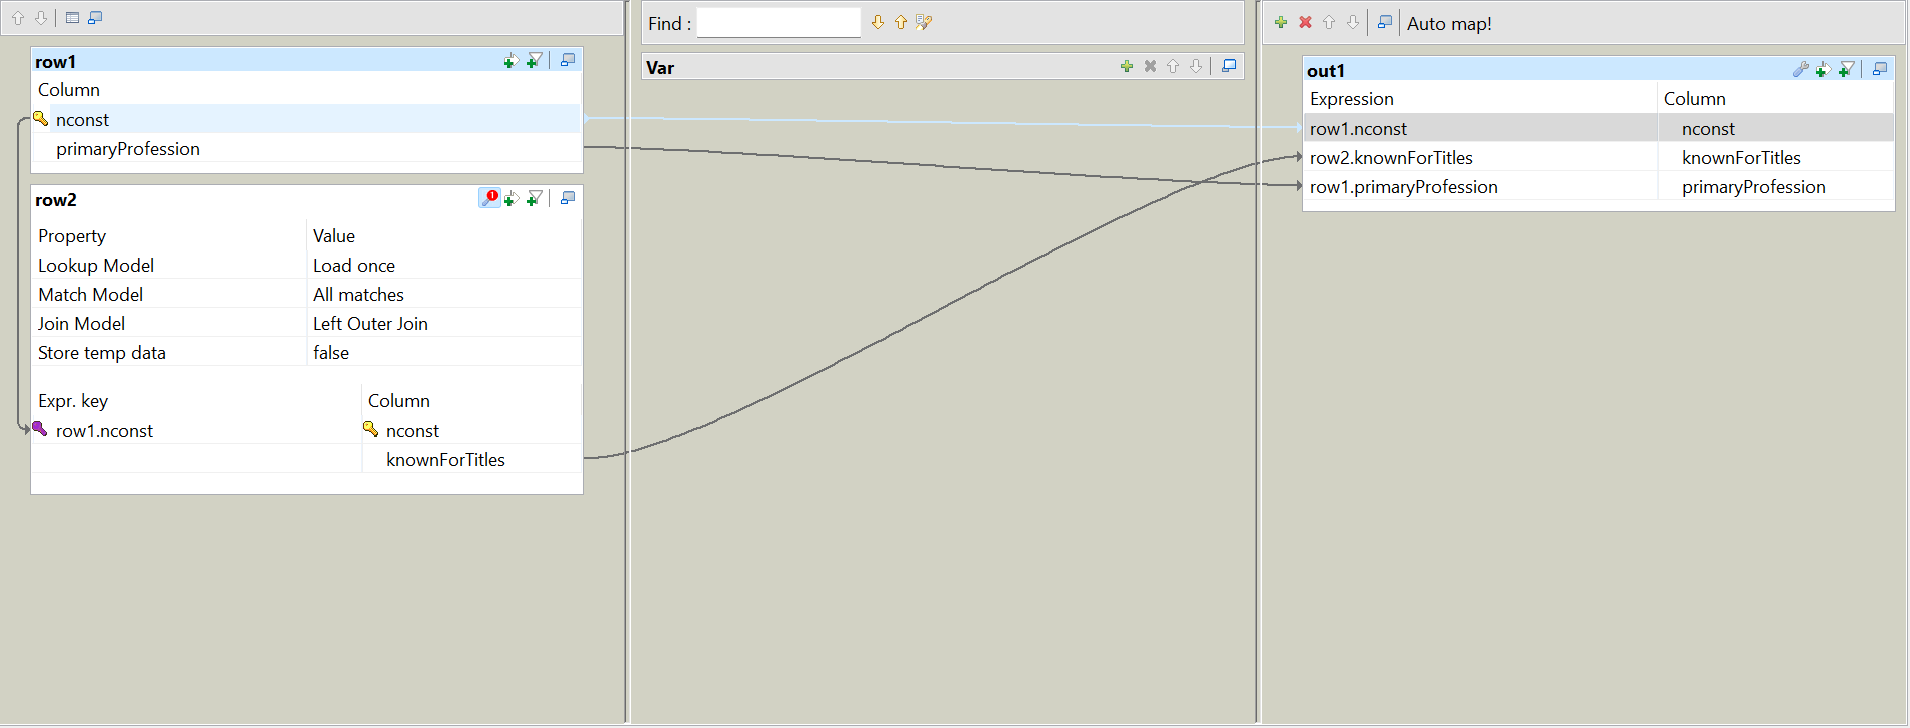 Find :
Auto map!
row1
Column
nconst
primaryProfession
row2
Property Value
Lookup Model Load once
Match Model All matches
Join Model Left Outer Join
Store temp data false
Expr. key Column
row1.nconst nconst
knownForTitles
Var
out1
Expression Column
row1.nconst nconst
row2.knownForTitles knownForTitles
row1.primaryProfession primaryProfession